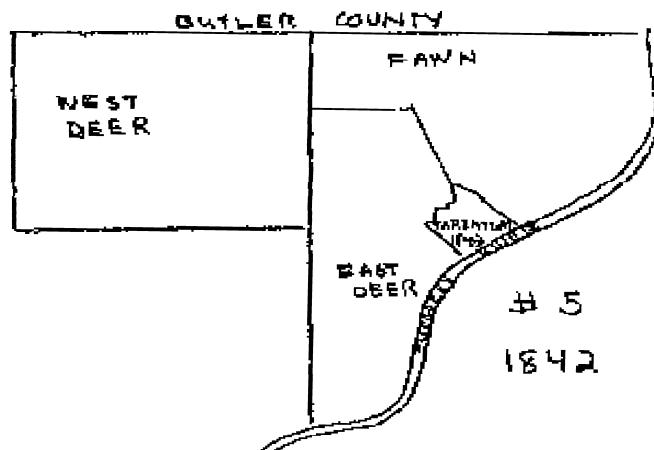 BUTLER COUNTY
FAWN
WEST
DEER
TARENTUM
EAST
DEER
# 5
1842